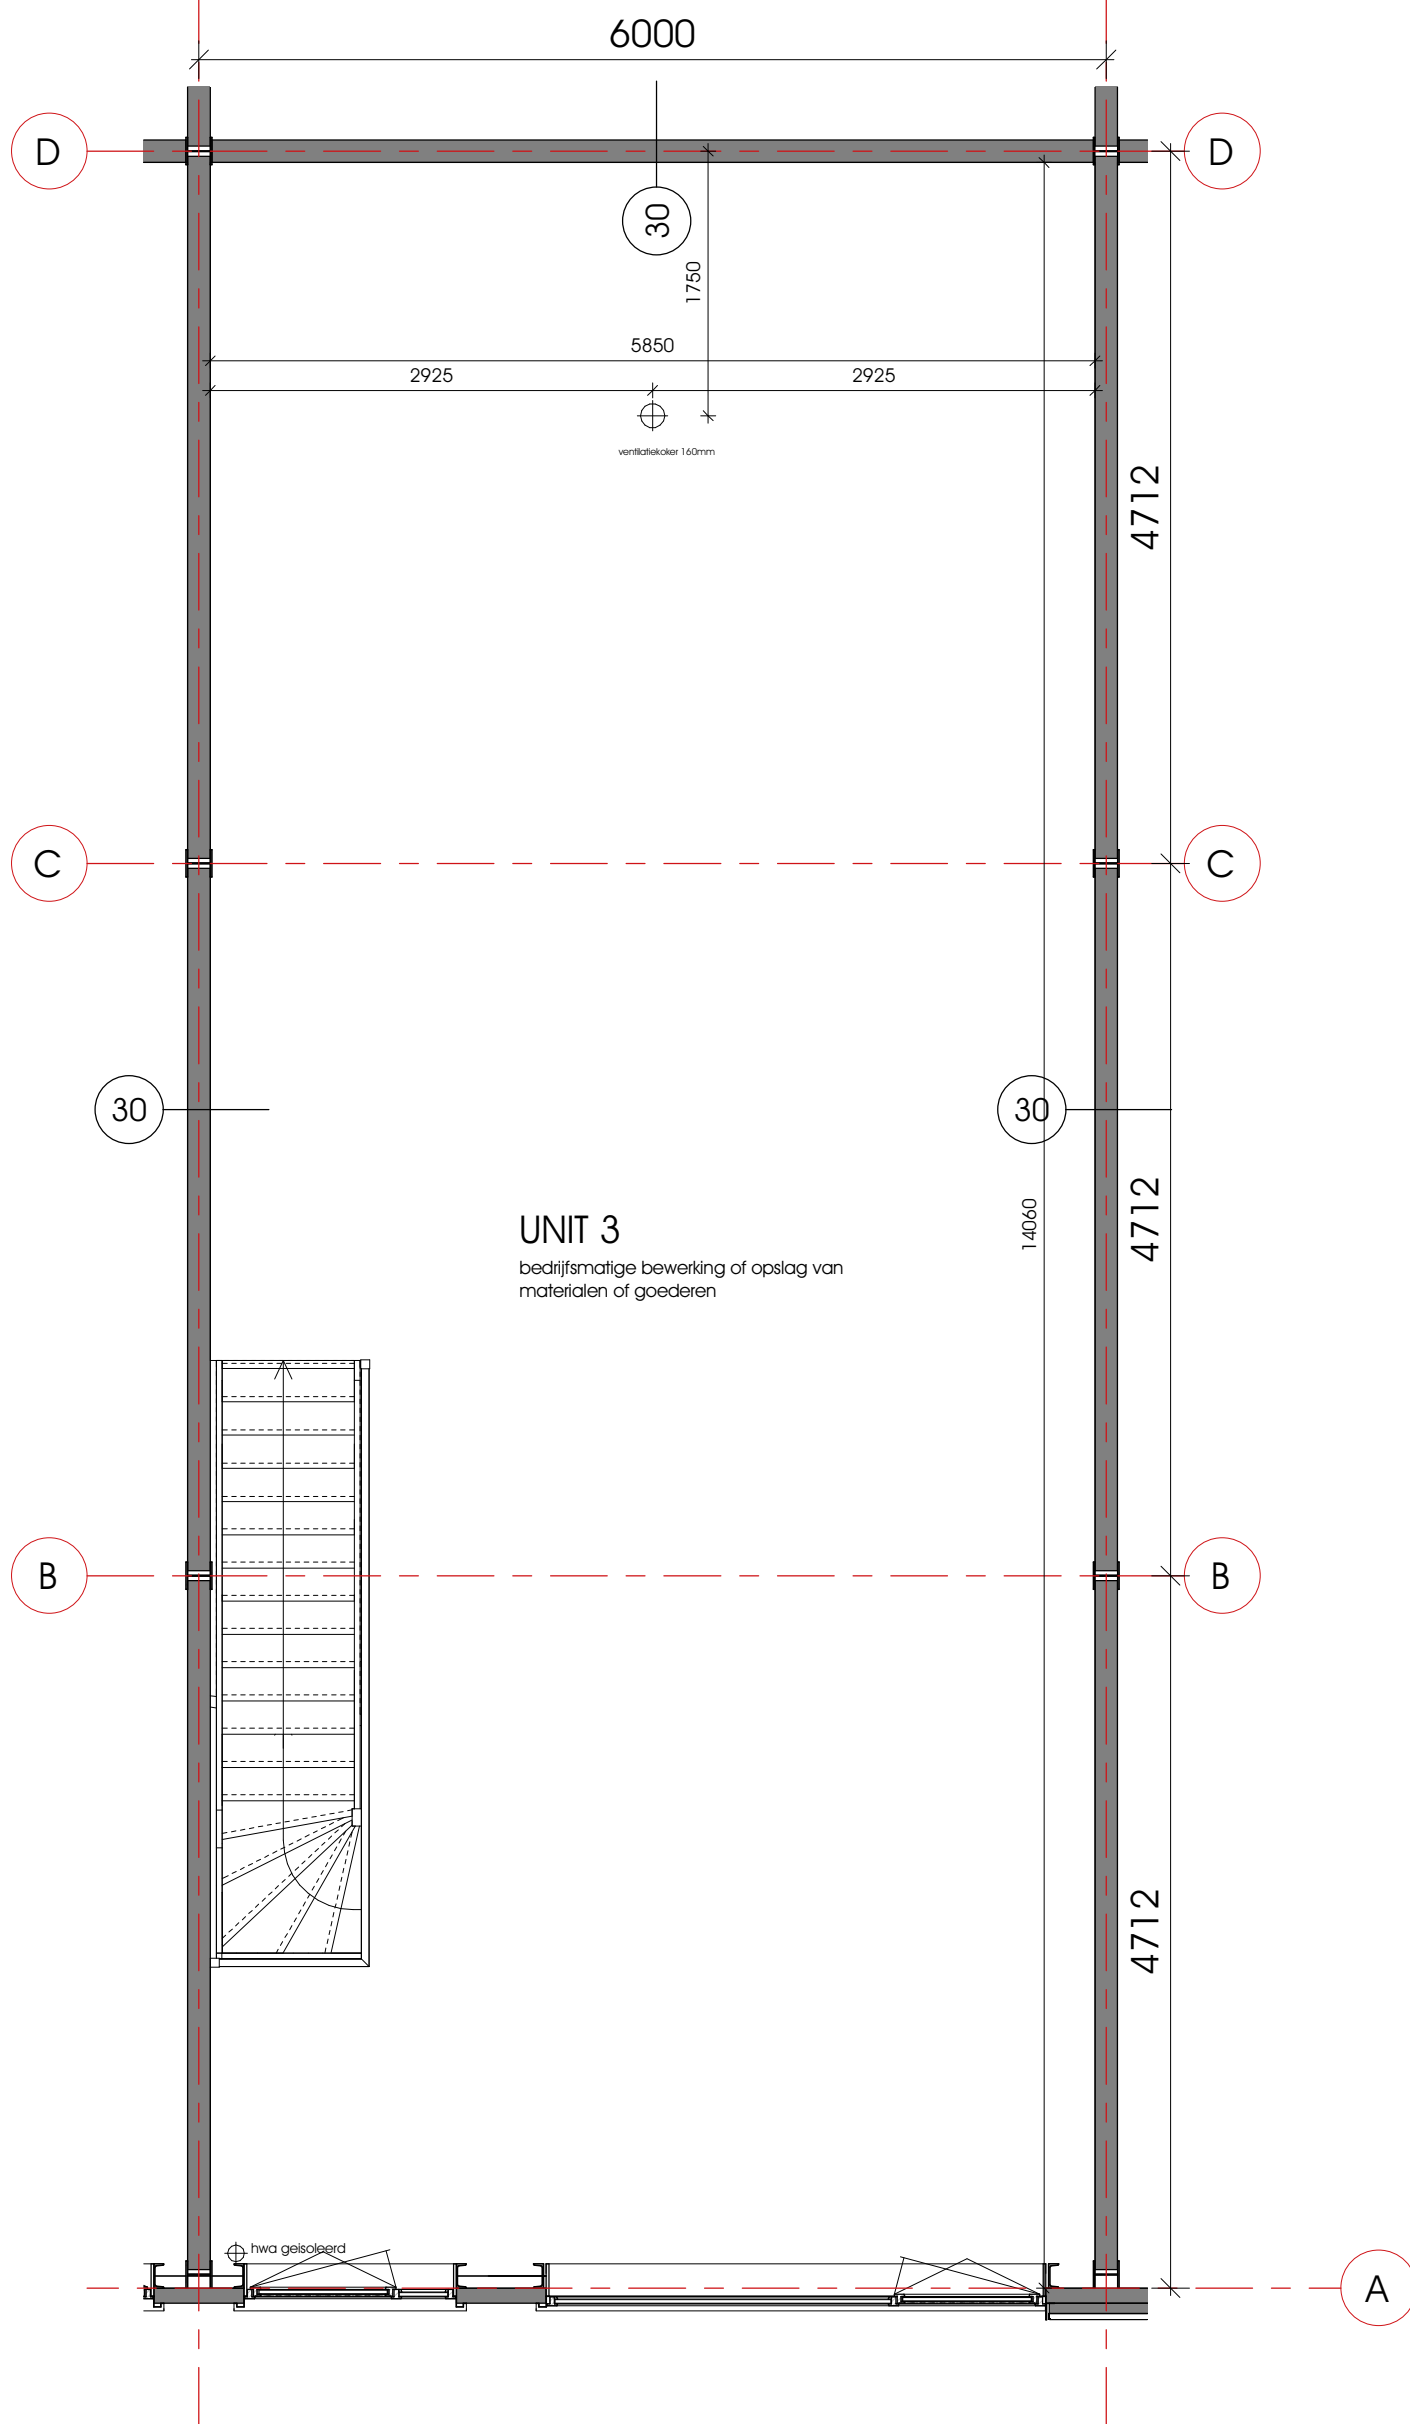 6000
D
D
30
1750
5850
2925
2925
ventilatiekoker 160mm
4712
C
C
30
30
4712
14060
UNIT 3
bedrijfsmatige bewerking of opslag van
materialen of goederen
B
B
4712
hwa geisoleerd
A